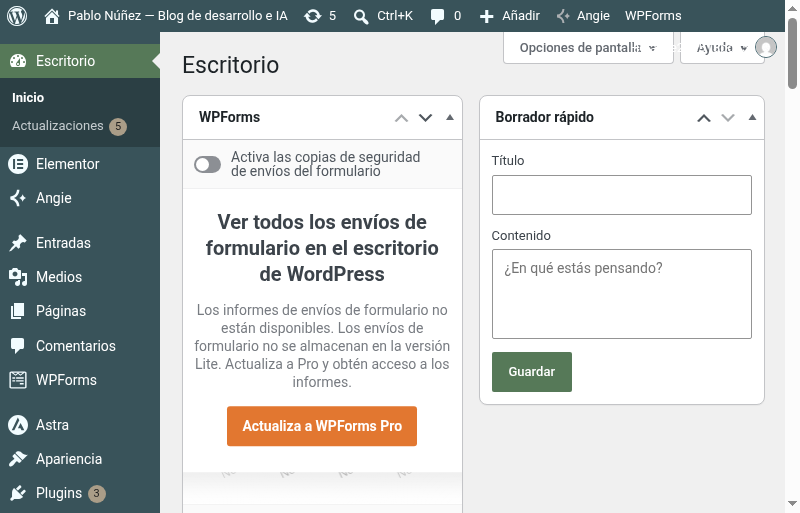 Pablo Núñez — Blog de desarrollo e IA
5
Ctrl+K
0
Añadir
Angie
WPForms
Opciones de pantalla
Ayuda
Escritorio
Inicio
Actualizaciones 5
Elementor
Angie
Entradas
Medios
Páginas
Comentarios
WPForms
Astra
Apariencia
Plugins 3
Escritorio
WPForms
Activa las copias de seguridad
de envíos del formulario
Ver todos los envíos de
formulario en el escritorio
de WordPress
Los informes de envíos de formulario no
están disponibles. Los envíos de
formulario no se almacenan en la versión
Lite. Actualiza a Pro y obtén acceso a los
informes.
Actualiza a WPForms Pro
Borrador rápido
Título
Contenido
¿En qué estás pensando?
Guardar